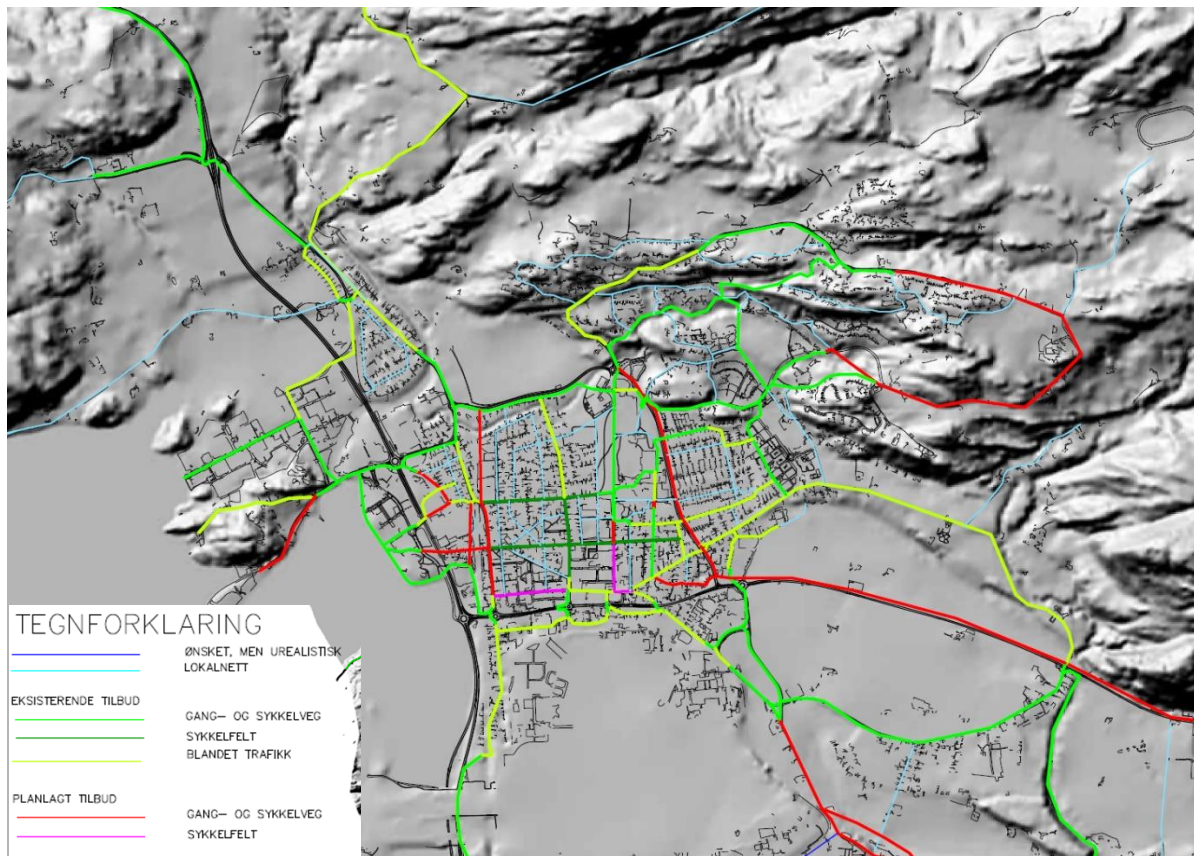 TEGNFORKLARING
ØNSKET, MEN UREALISTISK
LOKALNETT
EKSISTERENDE TILBUD
GANG- OG SYKKELVEG
SYKKELFELT
BLANDET TRAFIKK
PLANLAGT TILBUD
GANG- OG SYKKELVEG
SYKKELFELT